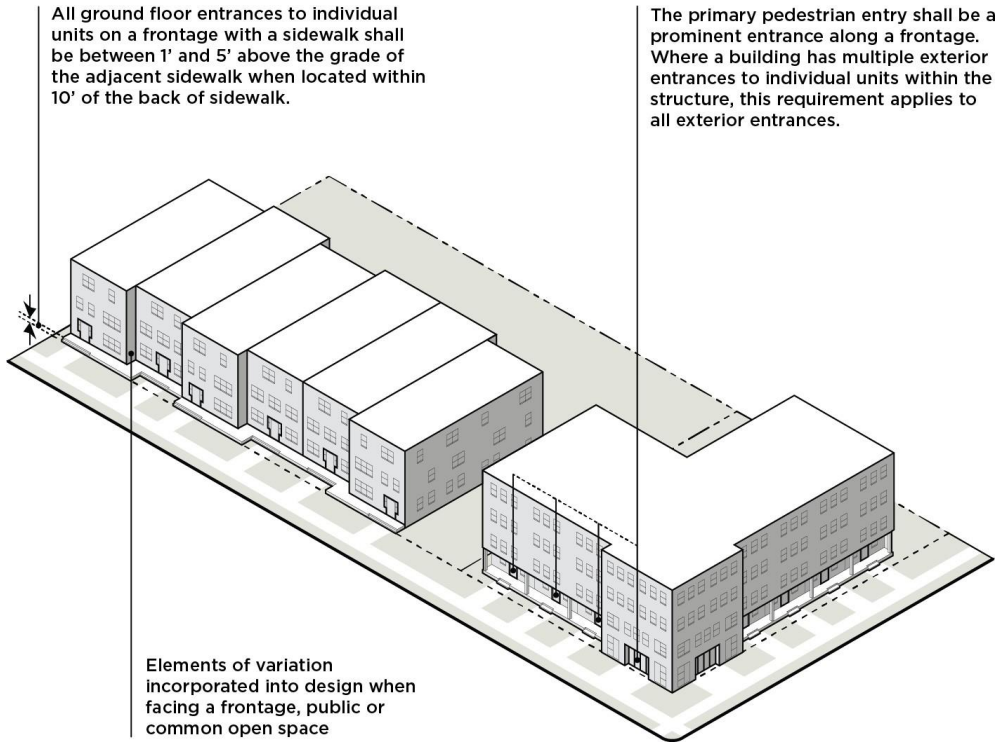 All ground floor entrances to individual
units on a frontage with a sidewalk shall
be between 1’ and 5’ above the grade of
the adjacent sidewalk when located within
10’ of the back of sidewalk.
The primary pedestrian entry shall be a
prominent entrance along a frontage.
Where a building has multiple exterior
entrances to individual units within the
structure, this requirement applies to
all exterior entrances.
Elements of variation
incorporated into design when
facing a frontage, public or
common open space